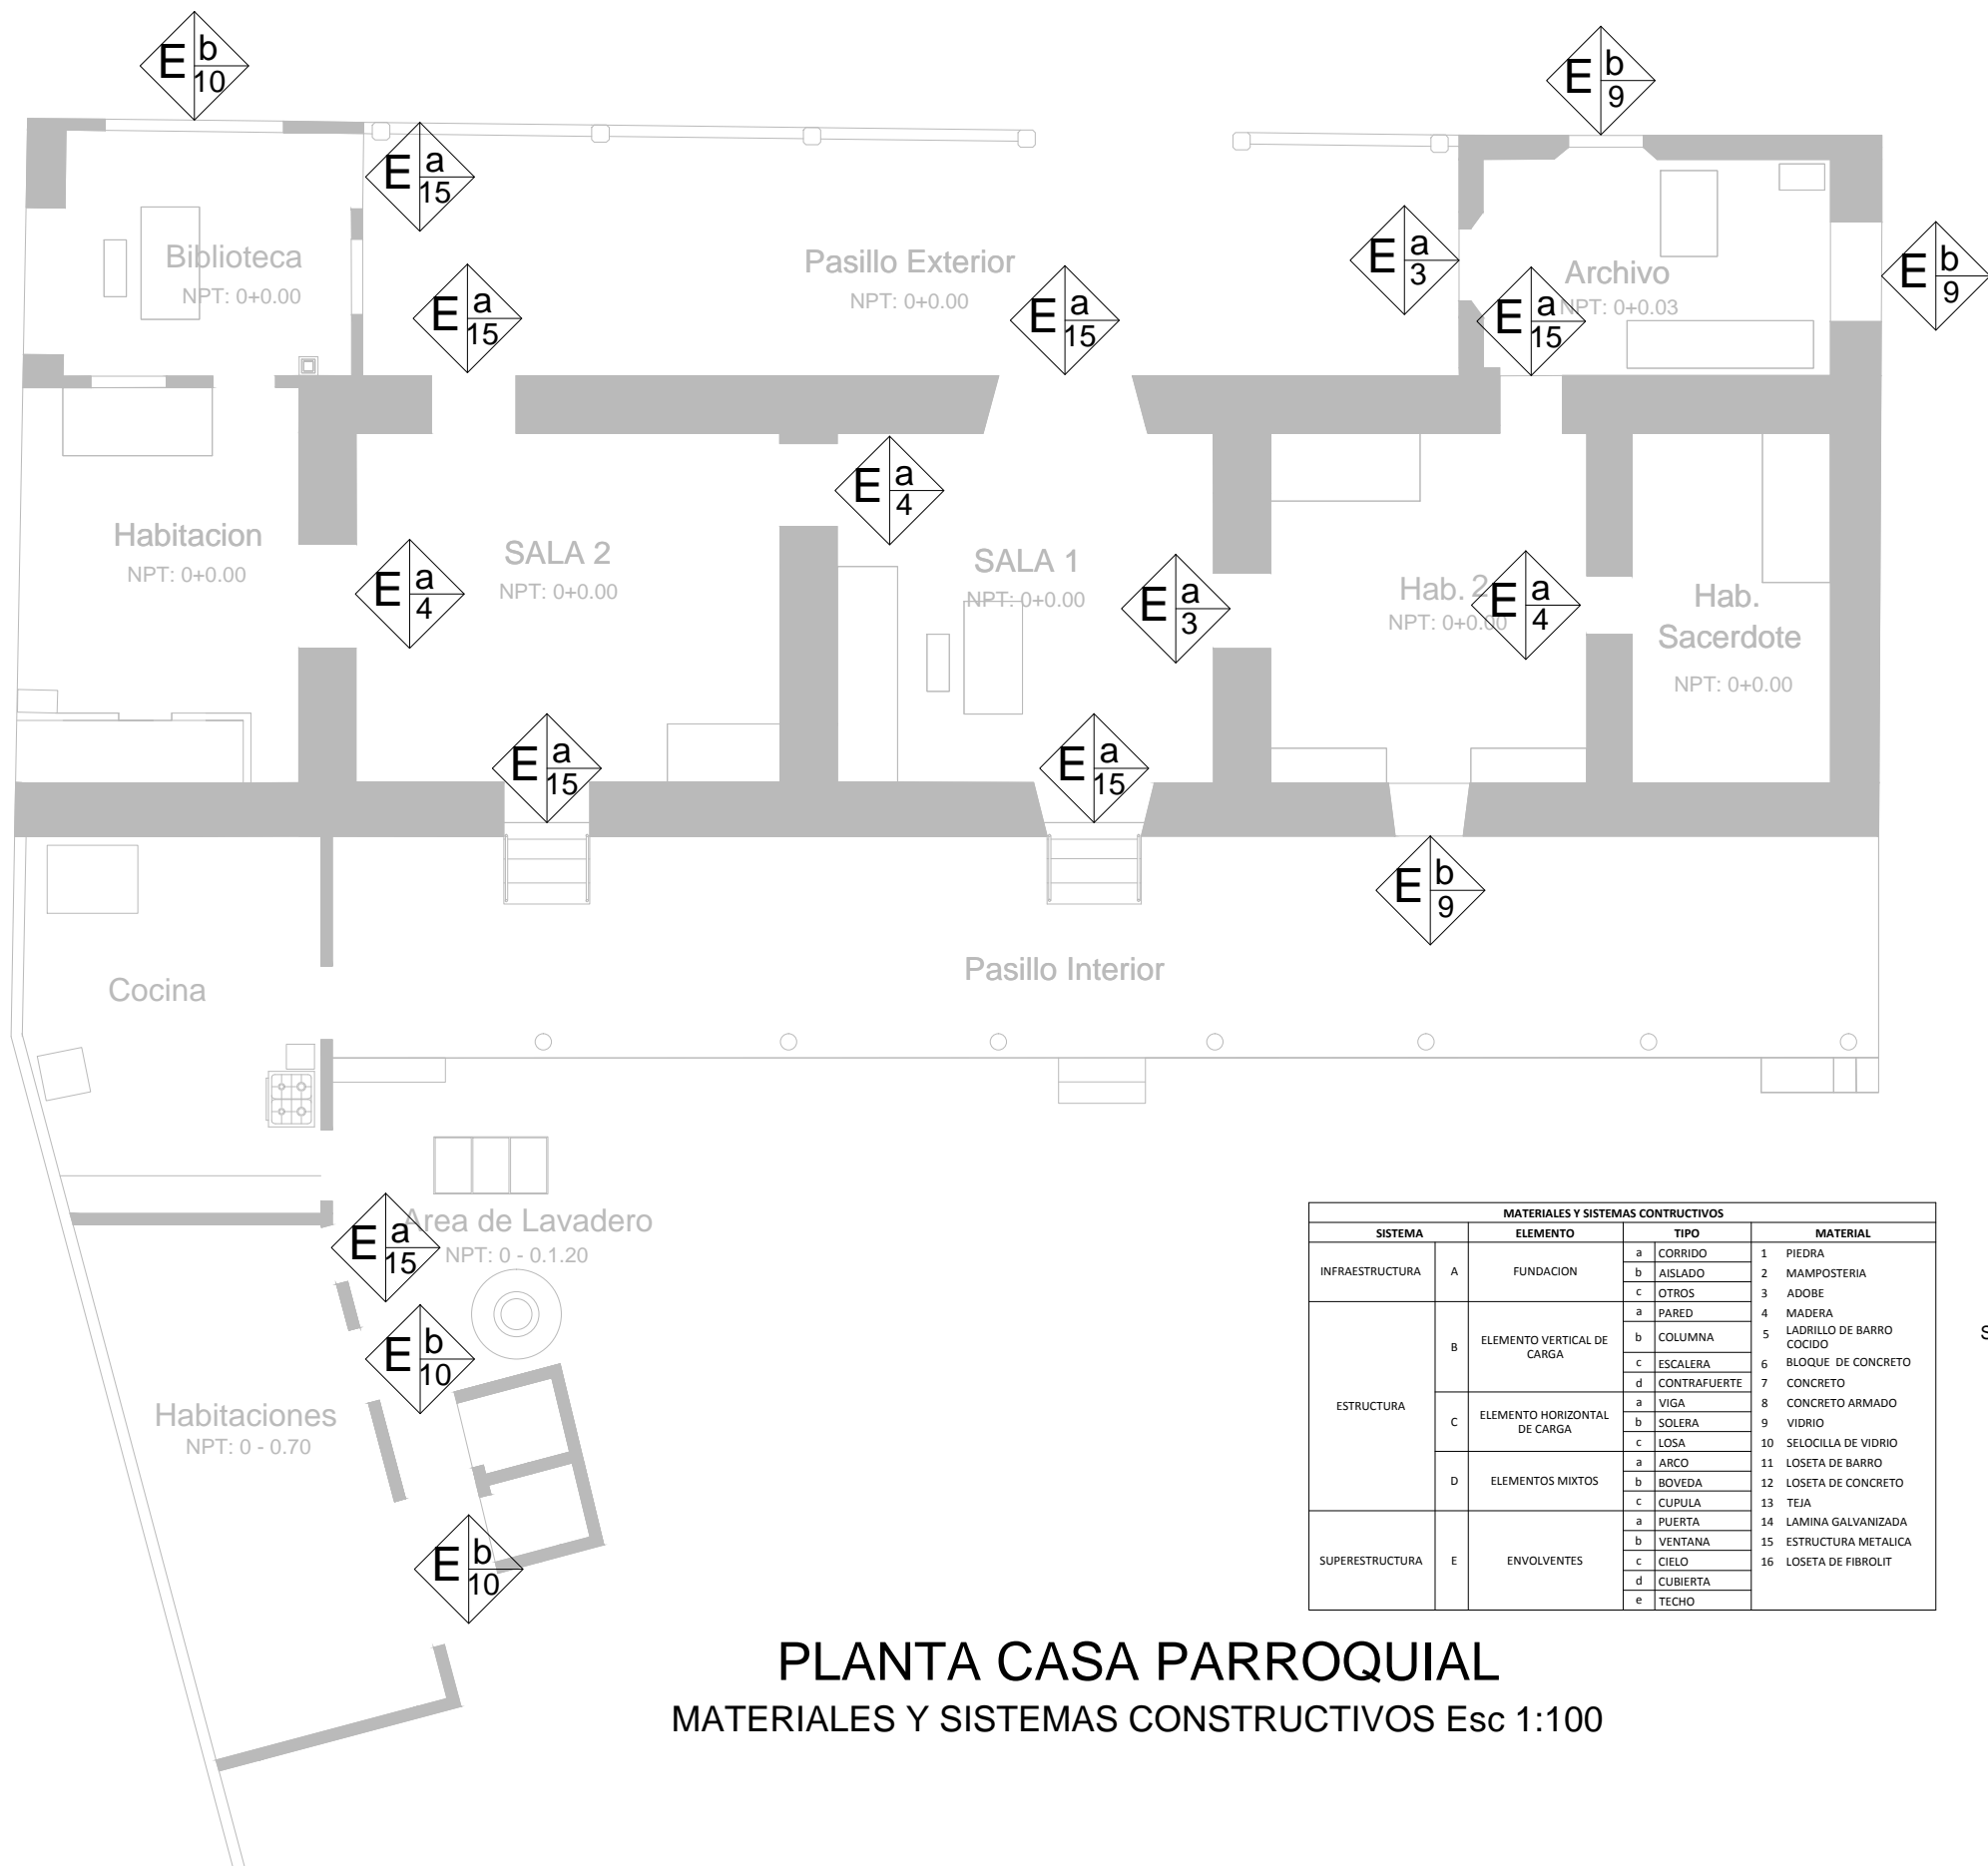 E b 10
E b 9
E a 15
Biblioteca
NPT: 0+0.00
Pasillo Exterior
NPT: 0+0.00
E a 3
Archivo
NPT: 0+0.03
E b 9
E a 15
E a 15
E a 15
E a 4
Habitacion
NPT: 0+0.00
SALA 2
NPT: 0+0.00
SALA 1
NPT: 0+0.00
E a 4
E a 3
Hab. 2
NPT: 0+0.00
E a 4
Hab.
Sacerdote
NPT: 0+0.00
E a 15
E a 15
E b 9
Cocina
Pasillo Interior
E a 15
Area de Lavadero
NPT: 0 - 0.1.20
E b 10
Habitaciones
NPT: 0 - 0.70
E b 10
MATERIALES Y SISTEMAS CONTRUCTIVOS
SISTEMA ELEMENTO TIPO MATERIAL
INFRAESTRUCTURA A FUNDACION
a CORRIDO
b AISLADO
c OTROS
ESTRUCTURA
B ELEMENTO VERTICAL DE
CARGA
a PARED
b COLUMNA
c ESCALERA
d CONTRAFUERTE
C ELEMENTO HORIZONTAL
DE CARGA
a VIGA
b SOLERA
c LOSA
D ELEMENTOS MIXTOS
a ARCO
b BOVEDA
c CUPULA
SUPERESTRUCTURA E ENVOLVENTES
a PUERTA
b VENTANA
c CIELO
d CUBIERTA
e TECHO
1 PIEDRA
2 MAMPOSTERIA
3 ADOBE
4 MADERA
5 LADRILLO DE BARRO
COCIDO
6 BLOQUE DE CONCRETO
7 CONCRETO
8 CONCRETO ARMADO
9 VIDRIO
10 SELOCILLA DE VIDRIO
11 LOSETA DE BARRO
12 LOSETA DE CONCRETO
13 TEJA
14 LAMINA GALVANIZADA
15 ESTRUCTURA METALICA
16 LOSETA DE FIBROLIT
PLANTA CASA PARROQUIAL
MATERIALES Y SISTEMAS CONSTRUCTIVOS Esc 1:100